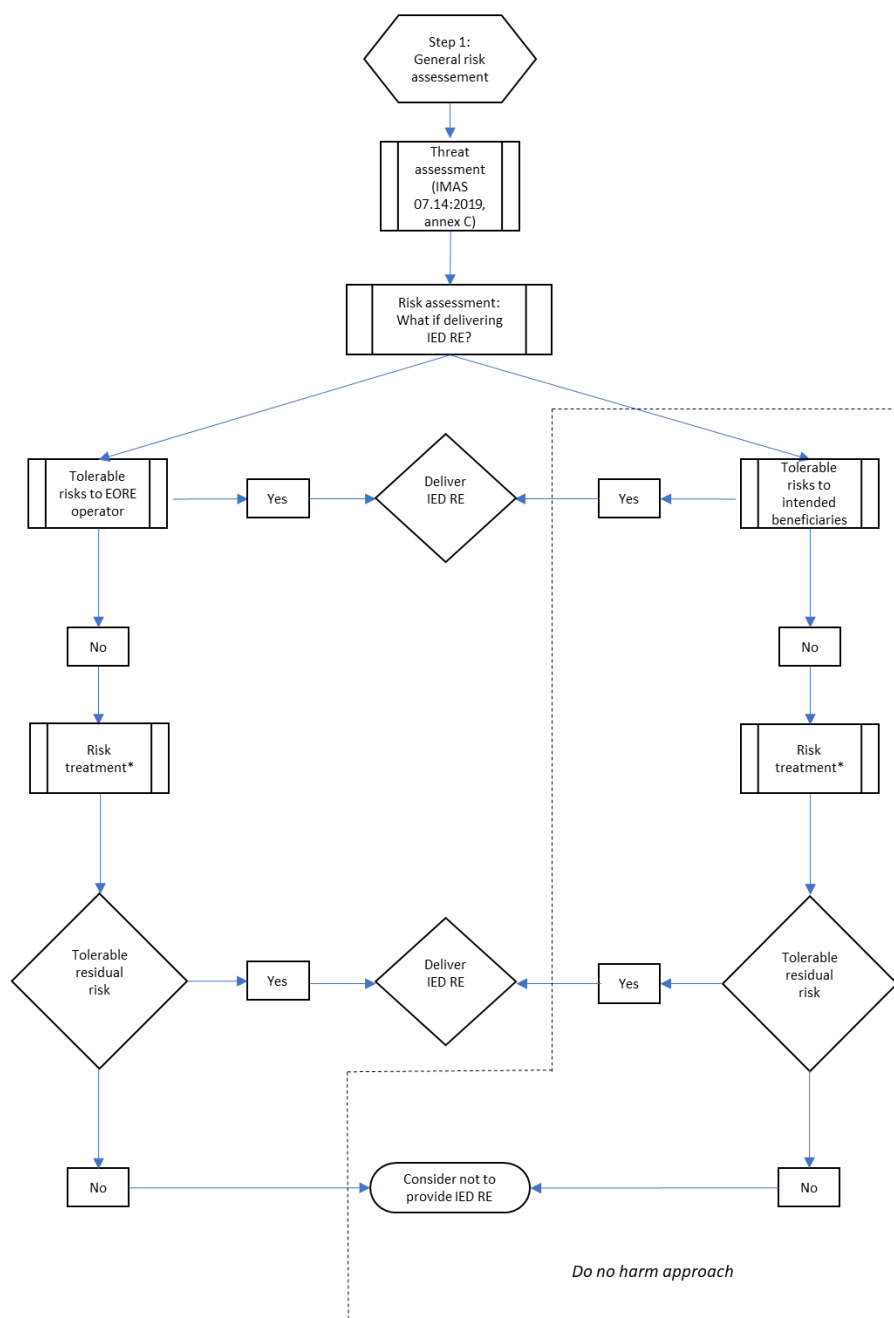 Step 1:
General risk
assessement
Threat
assessment
(IMAS
07.14:2019,
annex C)
Risk assessment:
What if delivering
IED RE?
Tolerable
risks to EORE
operator
Yes
Deliver
IED RE
Yes
Tolerable
risks to
intended
beneficiaries
No
No
Risk
treatment*
Risk
treatment*
Tolerable
residual
risk
Yes
Deliver
IED RE
Yes
Tolerable
residual
risk
No
Consider not to
provide IED RE
No
Do no harm approach